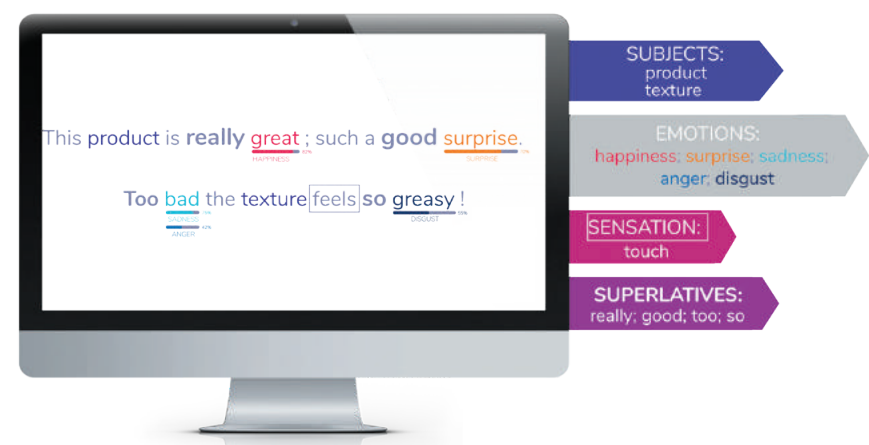 This product is really great ; such a good surprise.
HAPPINESS
SURPRISE
Too bad the texture feels so greasy !
SADNESS
DISGUST
ANGER
SUBJECTS:
product
texture
EMOTIONS:
happiness; surprise; sadness;
anger; disgust
SENSATION:
touch
SUPERLATIVES:
really; good; too; so